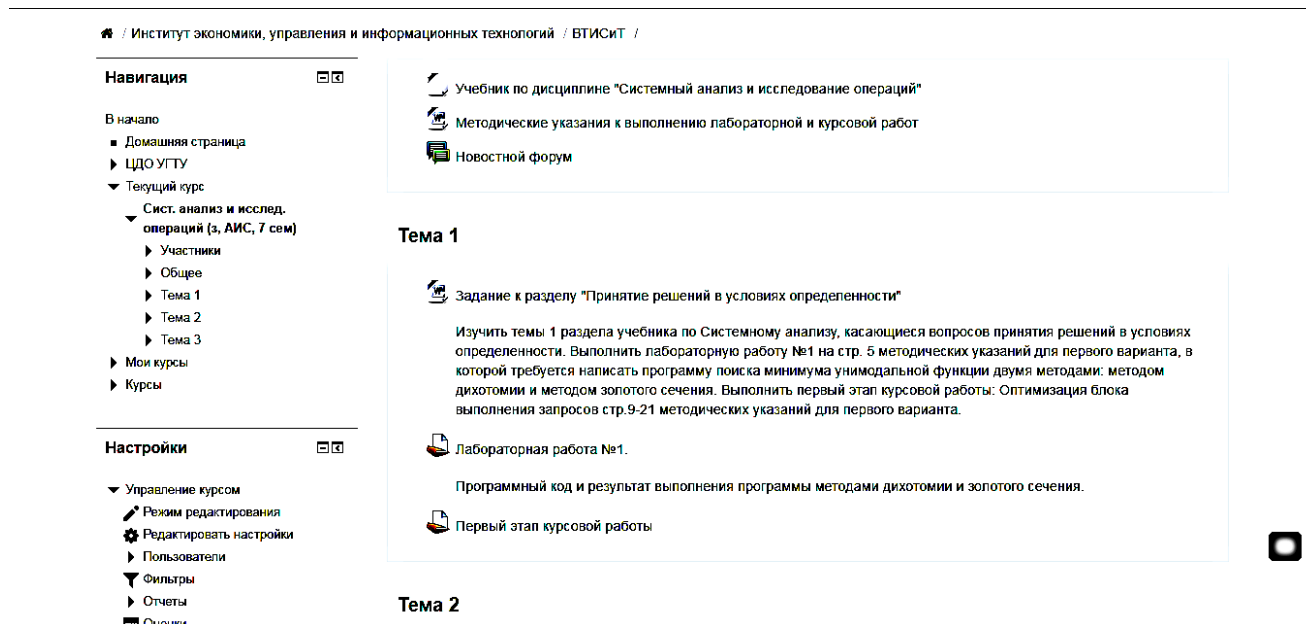 / Институт экономики, управления и информационных технологий / ВТИСиТ /
Навигация
В начало
Домашняя страница
ЦДО УГТУ
Текущий курс
Сист. анализ и исслед.
операций (з, АИС, 7 сем)
Участники
Общее
Тема 1
Тема 2
Тема 3
Мои курсы
Курсы
Настройки
Управление курсом
Режим редактирования
Редактировать настройки
Пользователи
Фильтры
Отчеты
Оценки
Учебник по дисциплине "Системный анализ и исследование операций"
Методические указания к выполнению лабораторной и курсовой работ
Новостной форум
Тема 1
Задание к разделу "Принятие решений в условиях определенности"
Изучить темы 1 раздела учебника по Системному анализу, касающиеся вопросов принятия решений в условиях
определенности. Выполнить лабораторную работу №1 на стр. 5 методических указаний для первого варианта, в
которой требуется написать программу поиска минимума унимодальной функции двумя методами: методом
дихотомии и методом золотого сечения. Выполнить первый этап курсовой работы: Оптимизация блока
выполнения запросов стр.9-21 методических указаний для первого варианта.
Лабораторная работа №1.
Программный код и результат выполнения программы методами дихотомии и золотого сечения.
Первый этап курсовой работы
Тема 2